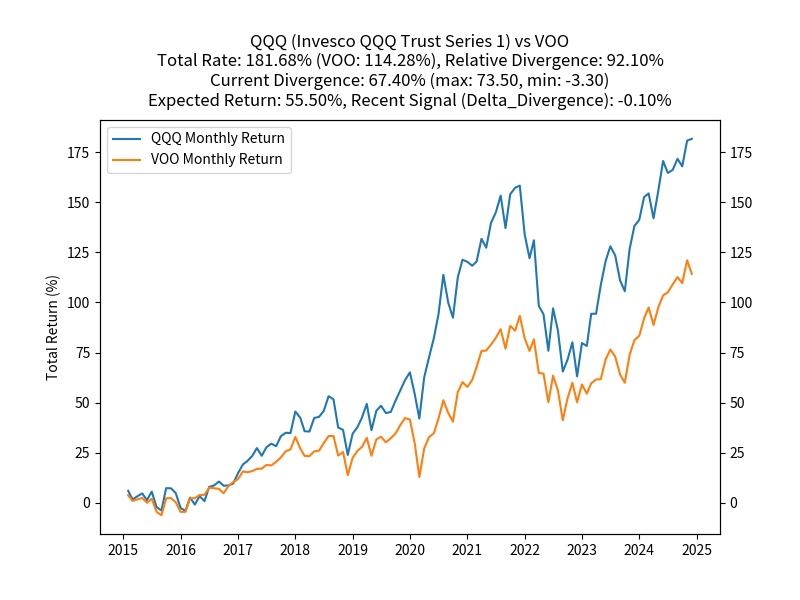 QQQ (Invesco QQQ Trust Series 1) vs VOO
Total Rate: 181.68% (VOO: 114.28%), Relative Divergence: 92.10%
Current Divergence: 67.40% (max: 73.50, min: -3.30)
Expected Return: 55.50%, Recent Signal (Delta_Divergence): -0.10%
QQQ Monthly Return
VOO Monthly Return
Total Return (%)
175
150
125
100
75
50
25
0
175
150
125
100
75
50
25
0
2015 2016 2017 2018 2019 2020 2021 2022 2023 2024 2025